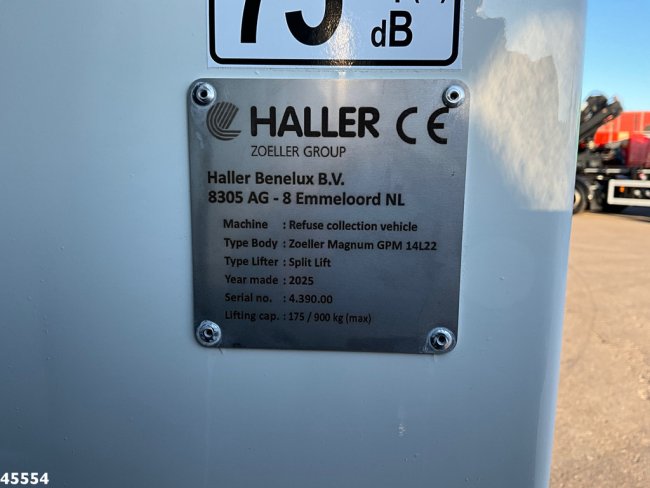 75
dB
HALLER CE
ZOELLER GROUP
Haller Benelux B.V.
8305 AG - 8 Emmeloord NL
Machine : Refuse collection vehicle
Type Body : Zoeller Magnum GPM 14L22
Type Lifter : Split Lift
Year made : 2025
Serial no. : 4.390.00
Lifting cap. : 175 / 900 kg (max)
45554